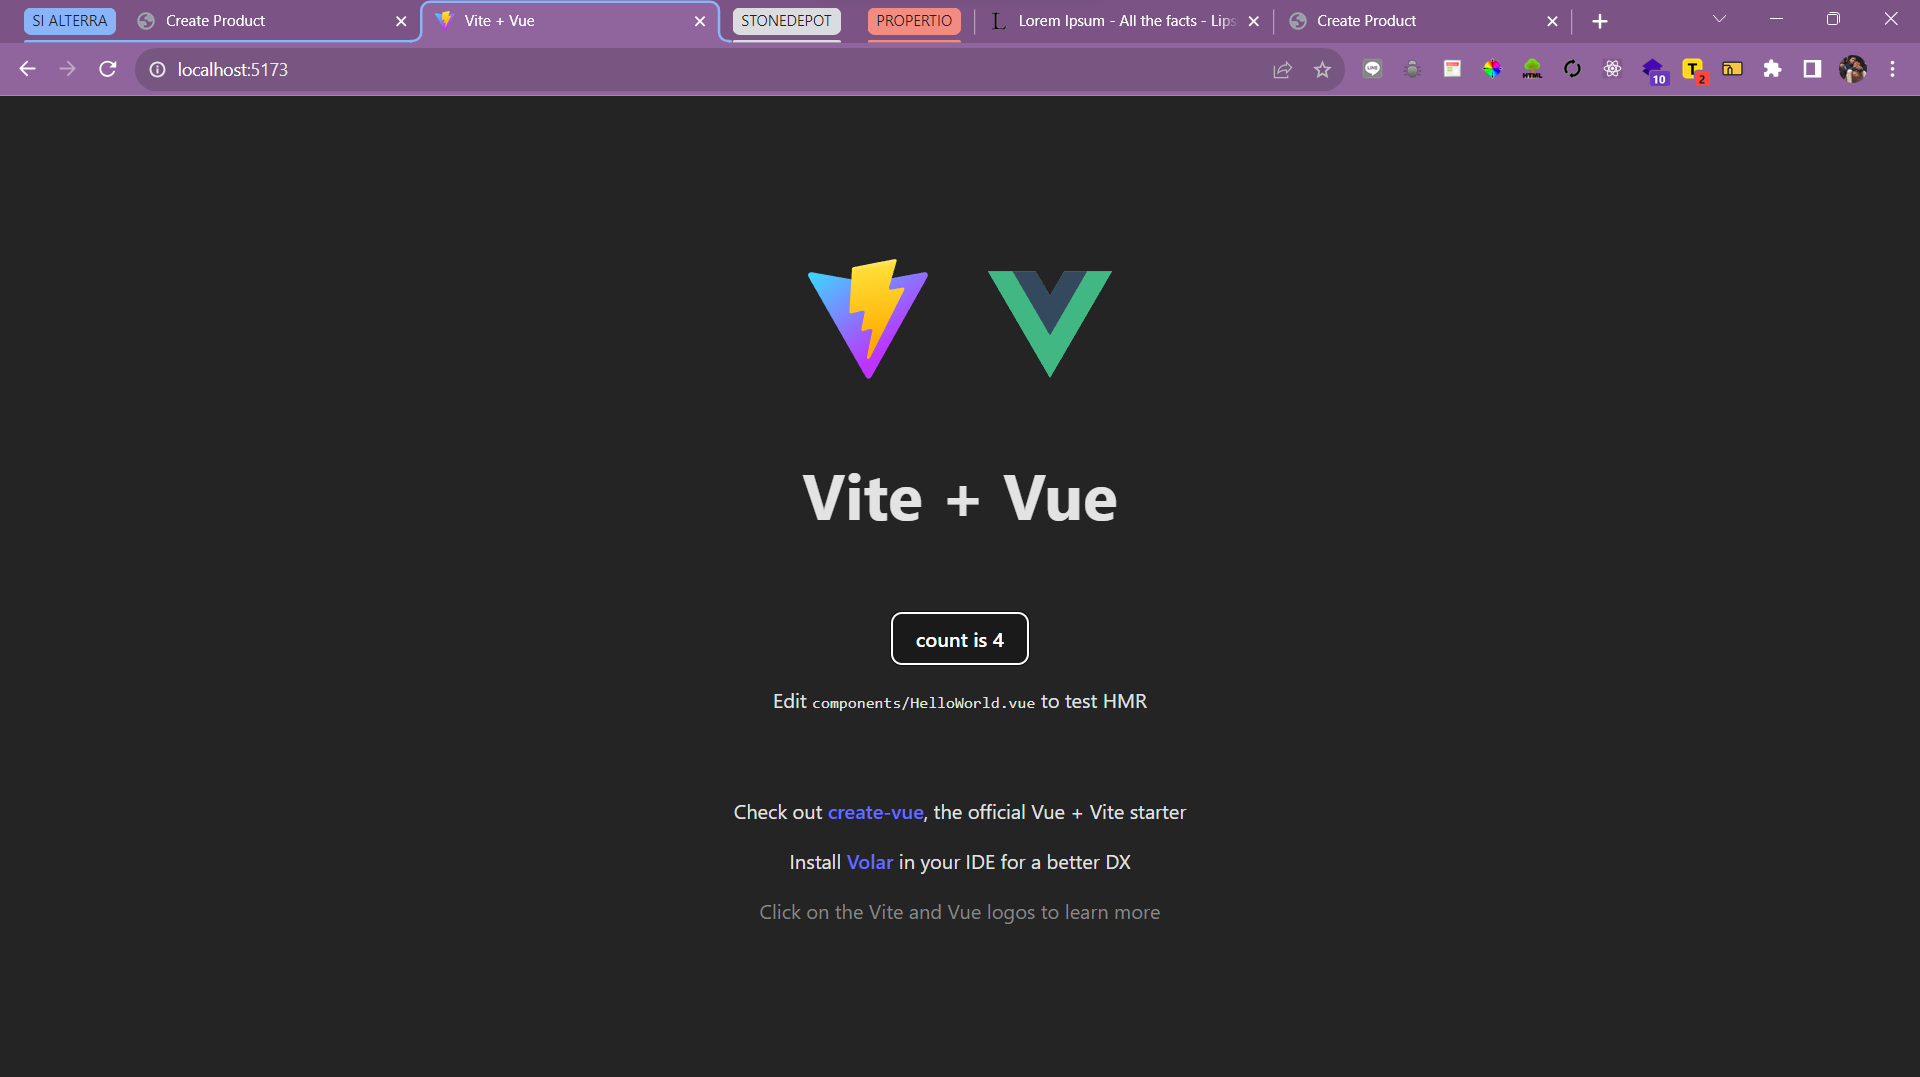 SI ALTERRA
Create Product
Vite + Vue
STONEDEPOT
PROPERTIO
Lorem Ipsum - All the facts - Lips
Create Product
localhost:5173
HTML
10
T
2
Vite + Vue
count is 4
Edit components/HelloWorld.vue to test HMR
Check out create-vue, the official Vue + Vite starter
Install Volar in your IDE for a better DX
Click on the Vite and Vue logos to learn more